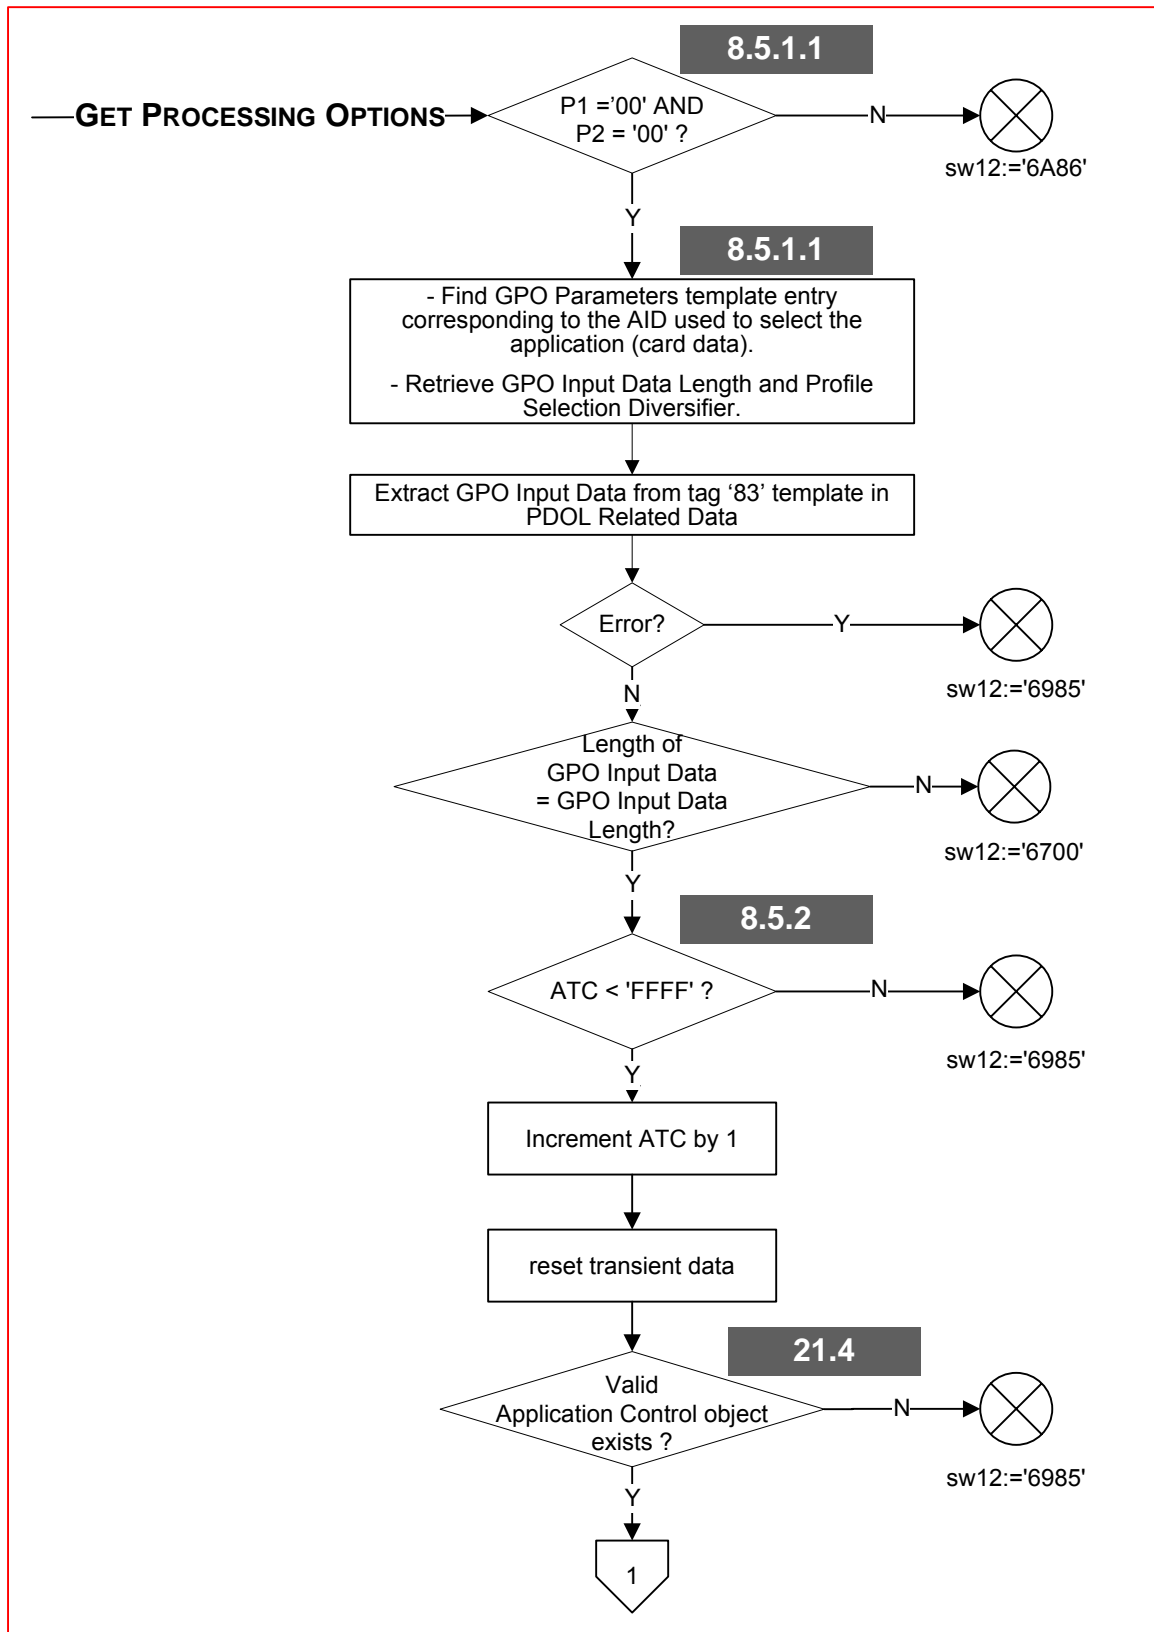 8.5.1.1
GET PROCESSING OPTIONS
P1 ='00' AND
P2 = '00' ?
N
sw12:='6A86'
Y
8.5.1.1
- Find GPO Parameters template entry
corresponding to the AID used to select the
application (card data).
- Retrieve GPO Input Data Length and Profile
Selection Diversifier.
Extract GPO Input Data from tag ‘83’ template in
PDOL Related Data
Error?
Y
sw12:='6985'
N
Length of
GPO Input Data
= GPO Input Data
Length?
N
sw12:='6700'
Y
8.5.2
ATC < 'FFFF' ?
N
sw12:='6985'
Y
Increment ATC by 1
reset transient data
21.4
Valid
Application Control object
exists ?
N
sw12:='6985'
Y
1